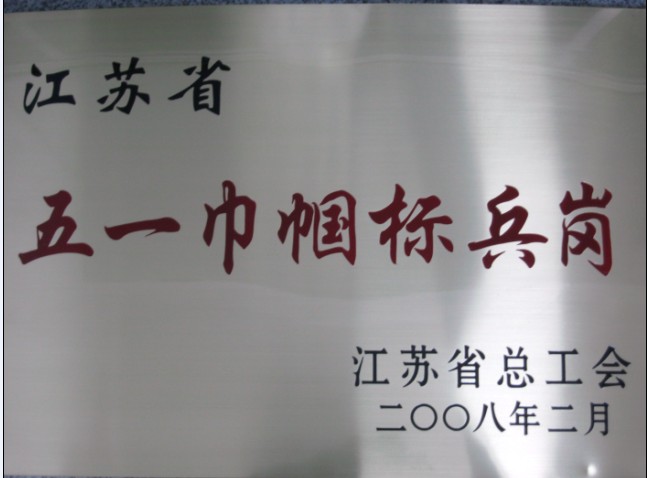 江苏省
五一巾帼标兵岗
江苏省总工会
二〇〇八年二月